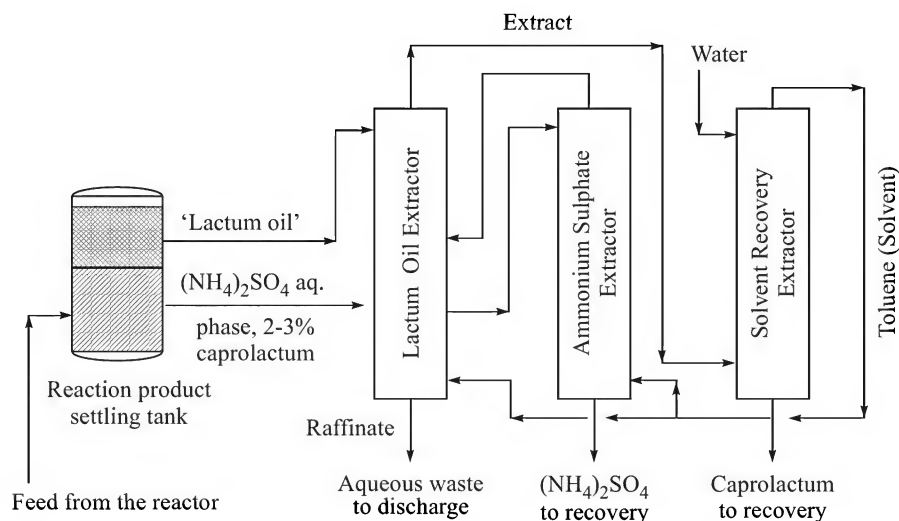 Extract
Water
'Lactum oil'
(NH4)2SO4 aq.
phase, 2-3%
caprolactum
Lactum Oil Extractor
Ammonium Sulphate
Extractor
Solvent Recovery
Extractor
Toluene (Solvent)
Reaction product
settling tank
Raffinate
Feed from the reactor
Aqueous waste
to discharge
(NH4)2SO4
to recovery
Caprolactum
to recovery